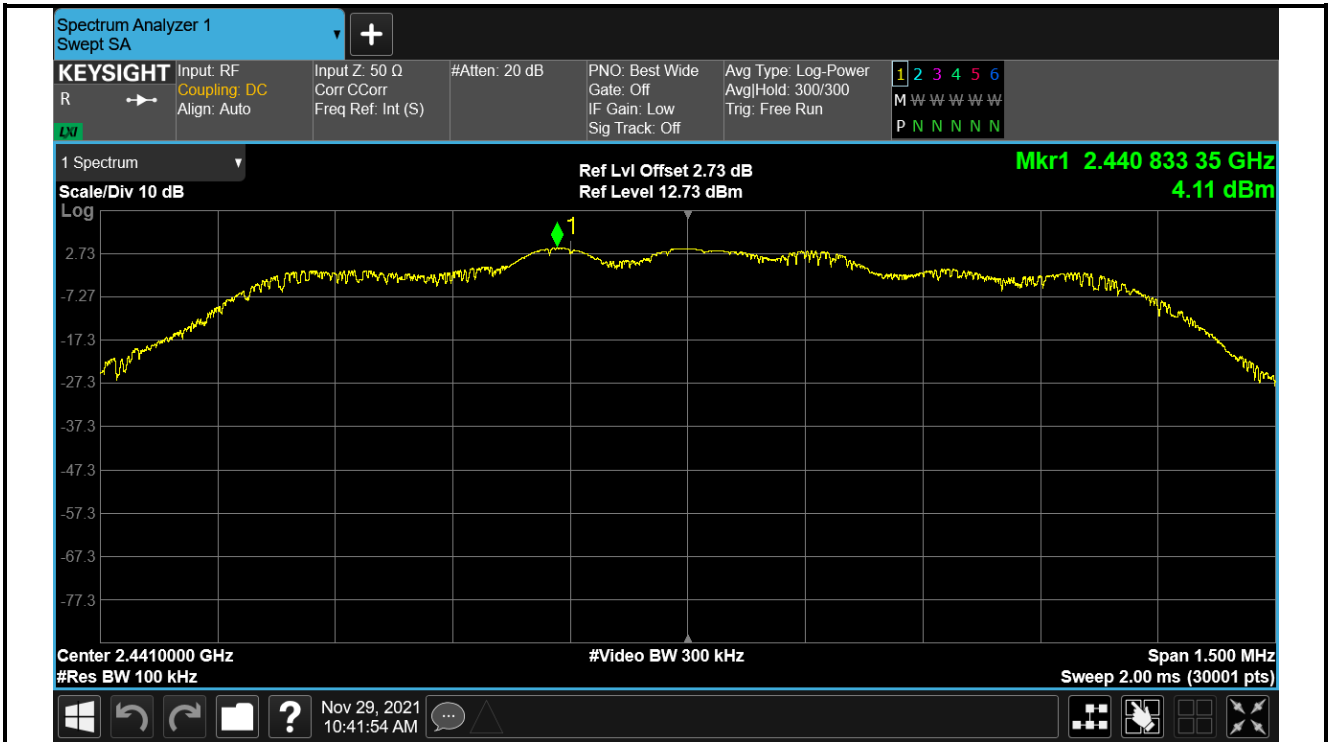 Spectrum Analyzer 1
Swept SA
+
KEYSIGHT
R
LXI
Input: RF
Coupling: DC
Align: Auto
Input Z: 50 Ω
Corr CCorr
Freq Ref: Int (S)
#Atten: 20 dB
PNO: Best Wide
Gate: Off
IF Gain: Low
Sig Track: Off
Avg Type: Log-Power
Avg|Hold: 300/300
Trig: Free Run
1 2 3 4 5 6
M W W W W W
P N N N N N
1 Spectrum
Scale/Div 10 dB
Ref Lvl Offset 2.73 dB
Ref Level 12.73 dBm
Mkr1 2.440 833 35 GHz
4.11 dBm
Log
1
2.73
-7.27
-17.3
-27.3
-37.3
-47.3
-57.3
-67.3
-77.3
Center 2.4410000 GHz
#Video BW 300 kHz
Span 1.500 MHz
#Res BW 100 kHz
Sweep 2.00 ms (30001 pts)
?
Nov 29, 2021
10:41:54 AM